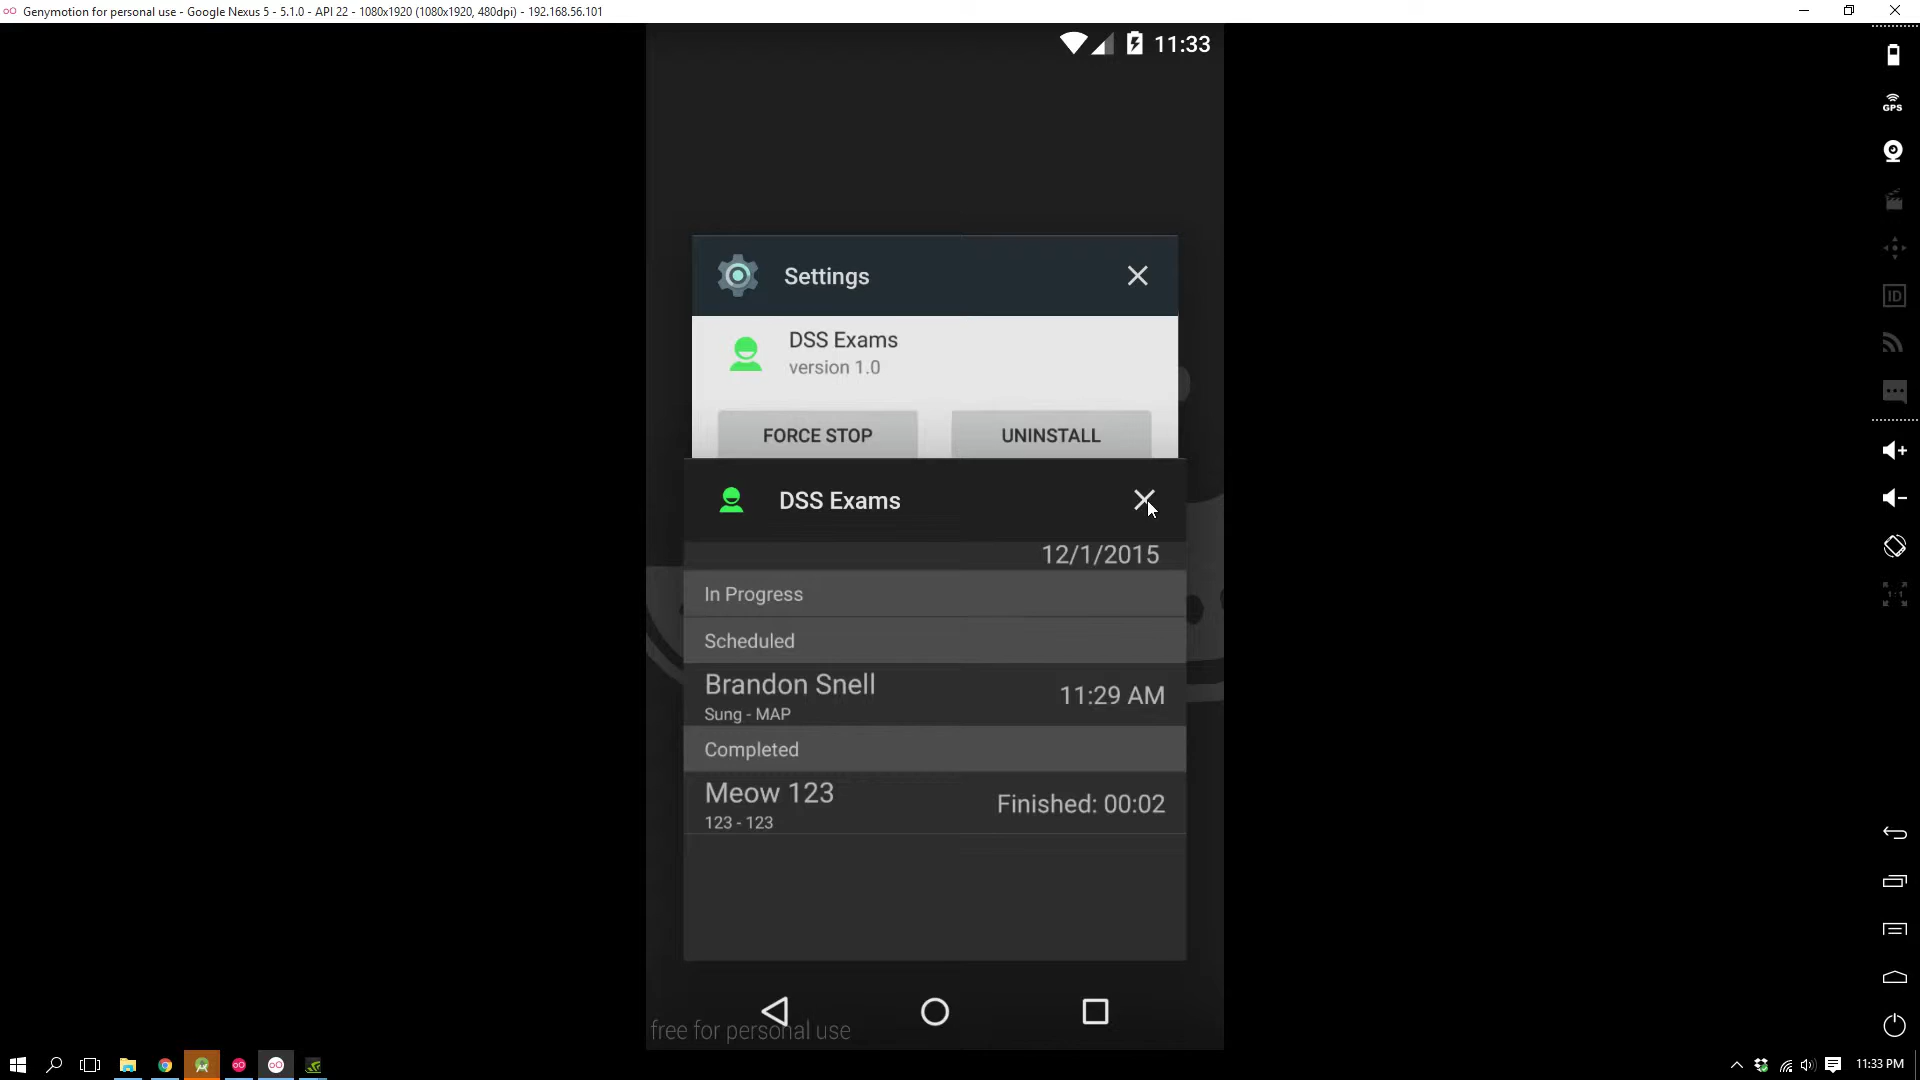 Genymotion for personal use - Google Nexus 5 - 5.1.0 - API 22 - 1080x1920 (1080x1920, 480dpi) - 192.168.56.101
11:33
GPS
Settings
DSS Exams
version 1.0
FORCE STOP UNINSTALL
ID
DSS Exams
12/1/2015
In Progress
1:1
Scheduled
Brandon Snell 11:29 AM
Sung - MAP
Completed
Meow 123 Finished: 00:02
123 - 123
free for personal use
11:33 PM